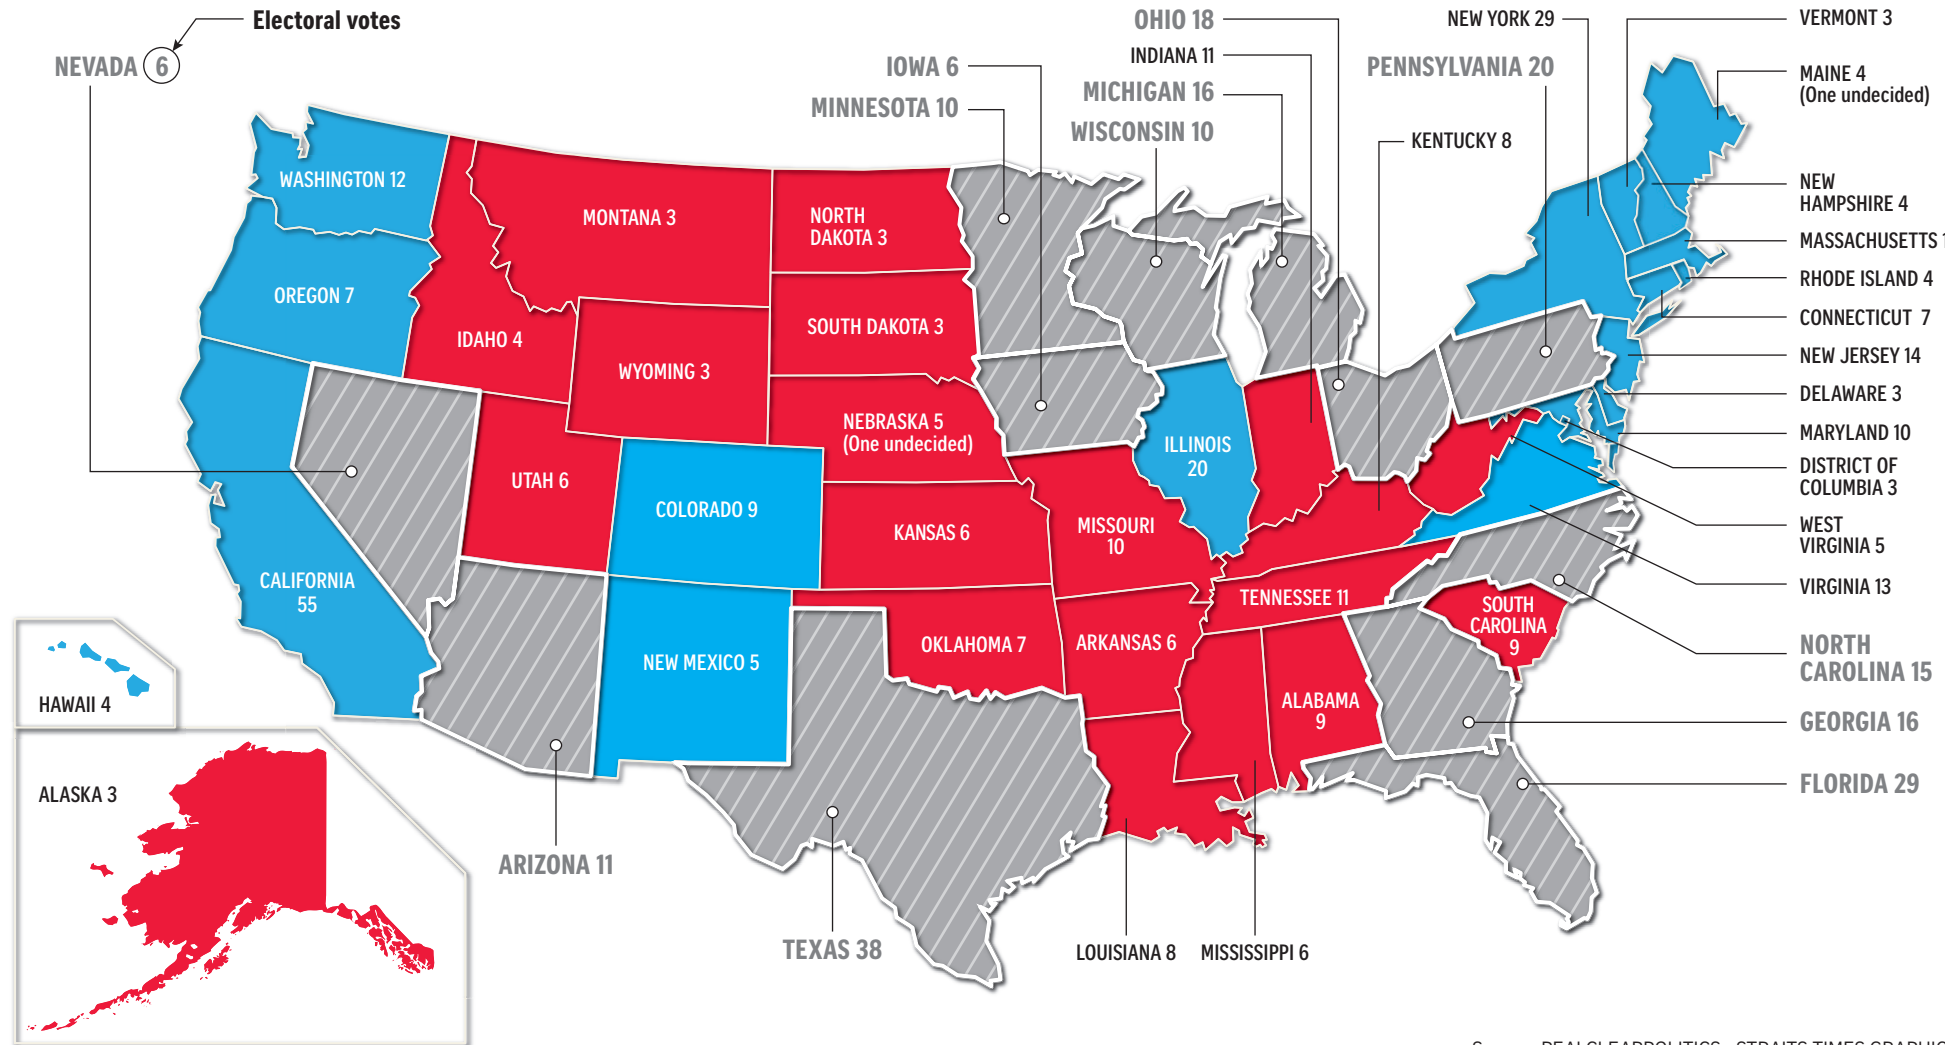 Electoral votes
NEVADA 6
OHIO 18
INDIANA 11
IOWA 6
MICHIGAN 16
MINNESOTA 10
WISCONSIN 10
NEW YORK 29
PENNSYLVANIA 20
KENTUCKY 8
VERMONT 3
MAINE 4
(One undecided)
NEW
HAMPSHIRE 4
MASSACHUSETTS
RHODE ISLAND 4
CONNECTICUT 7
NEW JERSEY 14
DELAWARE 3
MARYLAND 10
DISTRICT OF
COLUMBIA 3
WEST
VIRGINIA 5
VIRGINIA 13
NORTH
CAROLINA 15
GEORGIA 16
FLORIDA 29
WASHINGTON 12
OREGON 7
CALIFORNIA
55
IDAHO 4
MONTANA 3
WYOMING 3
UTAH 6
COLORADO 9
NEW MEXICO 5
NORTH
DAKOTA 3
SOUTH DAKOTA 3
NEBRASKA 5
(One undecided)
KANSAS 6
OKLAHOMA 7
MISSOURI
10
ARKANSAS 6
ILLINOIS
20
TENNESSEE 11
ALABAMA
9
SOUTH
CAROLINA
9
HAWAII 4
ALASKA 3
ARIZONA 11
TEXAS 38
LOUISIANA 8
MISSISSIPPI 6
REALCLEARPOLITICS STRAITS TIMES